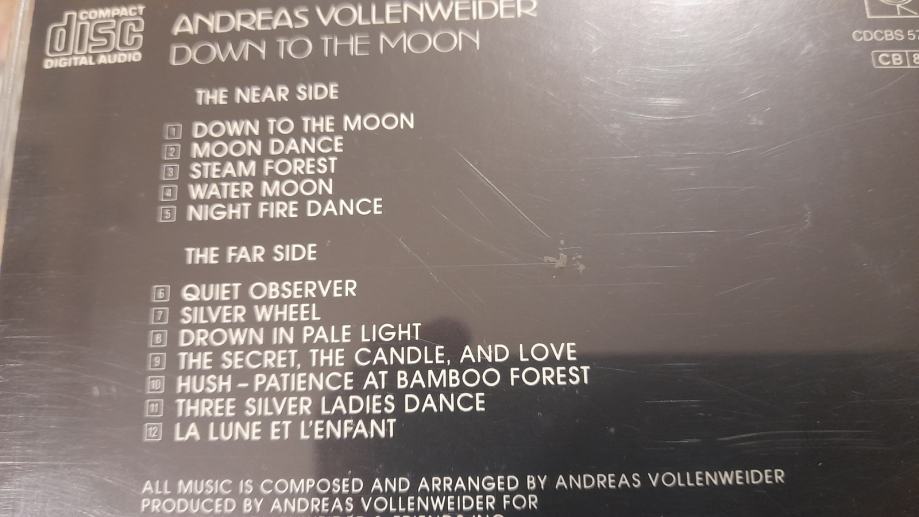 COMPACT
disc
DIGITAL AUDIO
ANDREAS VOLLENWEIDER
DOWN TO THE MOON
CDCBS 57
CB 8
THE NEAR SIDE
1 DOWN TO THE MOON
2 MOON DANCE
3 STEAM FOREST
4 WATER MOON
5 NIGHT FIRE DANCE
THE FAR SIDE
6 QUIET OBSERVER
7 SILVER WHEEL
8 DROWN IN PALE LIGHT
9 THE SECRET, THE CANDLE, AND LOVE
10 HUSH – PATIENCE AT BAMBOO FOREST
11 THREE SILVER LADIES DANCE
12 LA LUNE ET L'ENFANT
ALL MUSIC IS COMPOSED AND ARRANGED BY ANDREAS VOLLENWEIDER
PRODUCED BY ANDREAS VOLLENWEIDER FOR